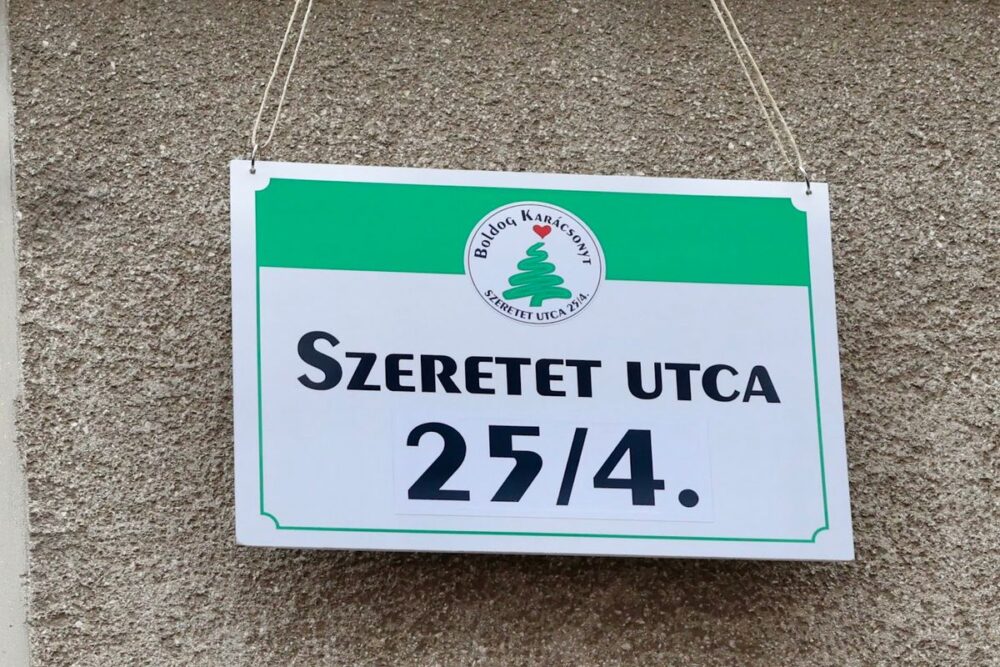 Boldog Karácsonyt
SZERETET UTCA 25/4.
SZERETET UTCA
25/4.